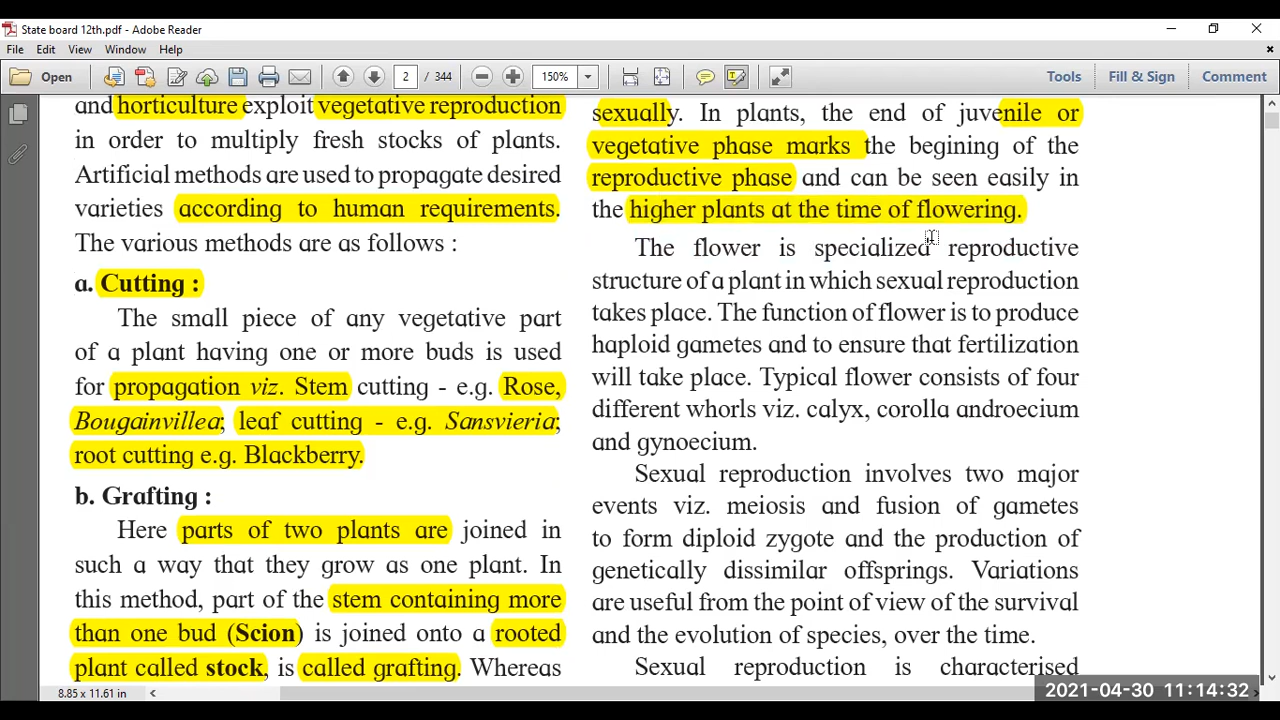 State board 12th.pdf - Adobe Reader
File Edit View Window Help
Open 2 / 344 150% Tools Fill & Sign Comment
and horticulture exploit vegetative reproduction
in order to multiply fresh stocks of plants.
Artificial methods are used to propagate desired
varieties according to human requirements.
The various methods are as follows :
a. Cutting :
The small piece of any vegetative part
of a plant having one or more buds is used
for propagation viz. Stem cutting - e.g. Rose,
Bougainvillea; leaf cutting - e.g. Sansvieria;
root cutting e.g. Blackberry.
b. Grafting :
Here parts of two plants are joined in
such a way that they grow as one plant. In
this method, part of the stem containing more
than one bud (Scion) is joined onto a rooted
plant called stock, is called grafting. Whereas
sexually. In plants, the end of juvenile or
vegetative phase marks the begining of the
reproductive phase and can be seen easily in
the higher plants at the time of flowering.
The flower is specialized reproductive
structure of a plant in which sexual reproduction
takes place. The function of flower is to produce
haploid gametes and to ensure that fertilization
will take place. Typical flower consists of four
different whorls viz. calyx, corolla androecium
and gynoecium.
Sexual reproduction involves two major
events viz. meiosis and fusion of gametes
to form diploid zygote and the production of
genetically dissimilar offsprings. Variations
are useful from the point of view of the survival
and the evolution of species, over the time.
Sexual reproduction is characterised
8.85 x 11.61 in
2021-04-30 11:14:32